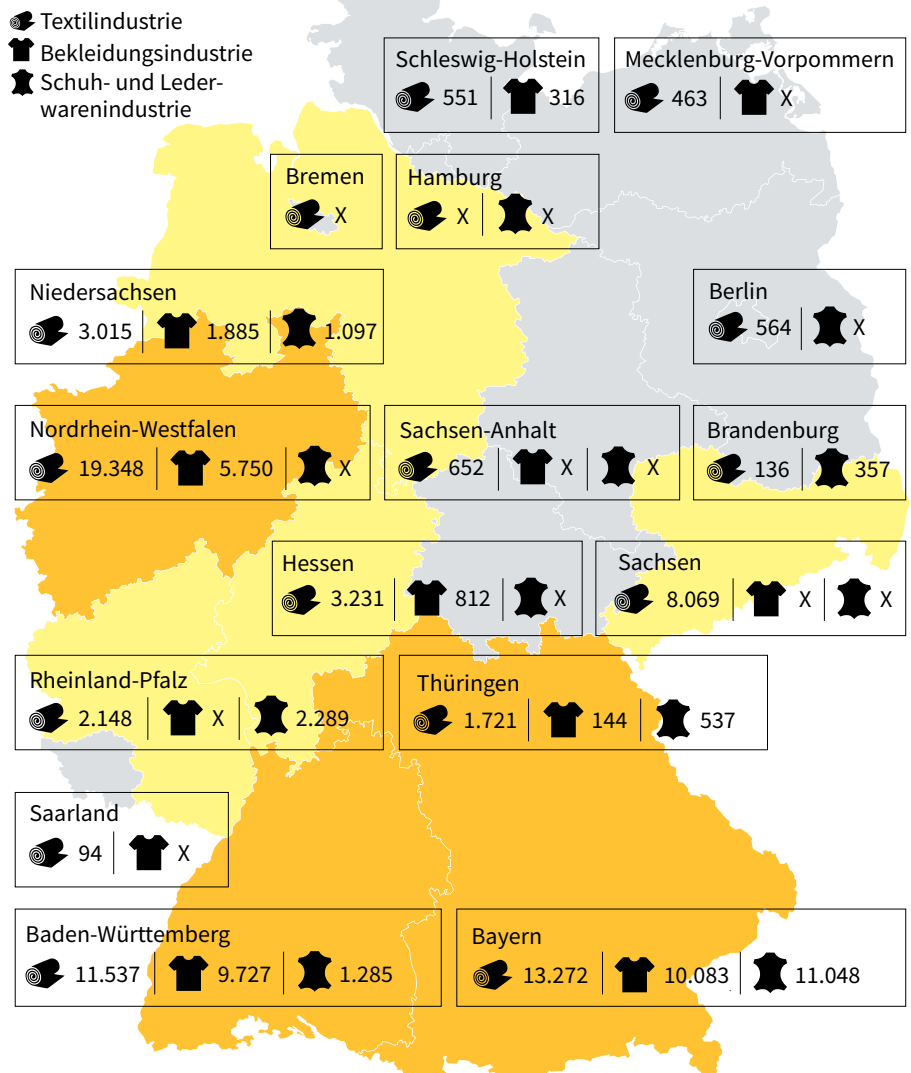 Textilindustrie
Bekleidungsindustrie
Schuh- und Leder-
warenindustrie
Schleswig-Holstein
551 316
Mecklenburg-Vorpommern
463 X
Bremen
X
Hamburg
X X
Niedersachsen
3.015 1.885 1.097
Berlin
564 X
Nordrhein-Westfalen
19.348 5.750 X
Sachsen-Anhalt
652 X X
Brandenburg
136 357
Hessen
3.231 812 X
Sachsen
8.069 X X
Rheinland-Pfalz
2.148 X 2.289
Thüringen
1.721 144 537
Saarland
94 X
Baden-Württemberg
11.537 9.727 1.285
Bayern
13.272 10.083 11.048